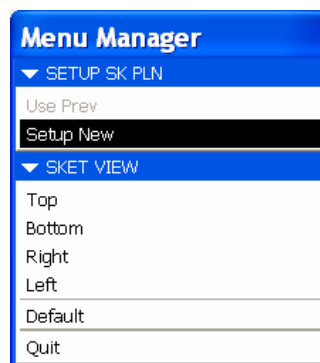 Menu Manager
SETUP SK PLN
Use Prev
Setup New
SKET VIEW
Top
Bottom
Right
Left
Default
Quit